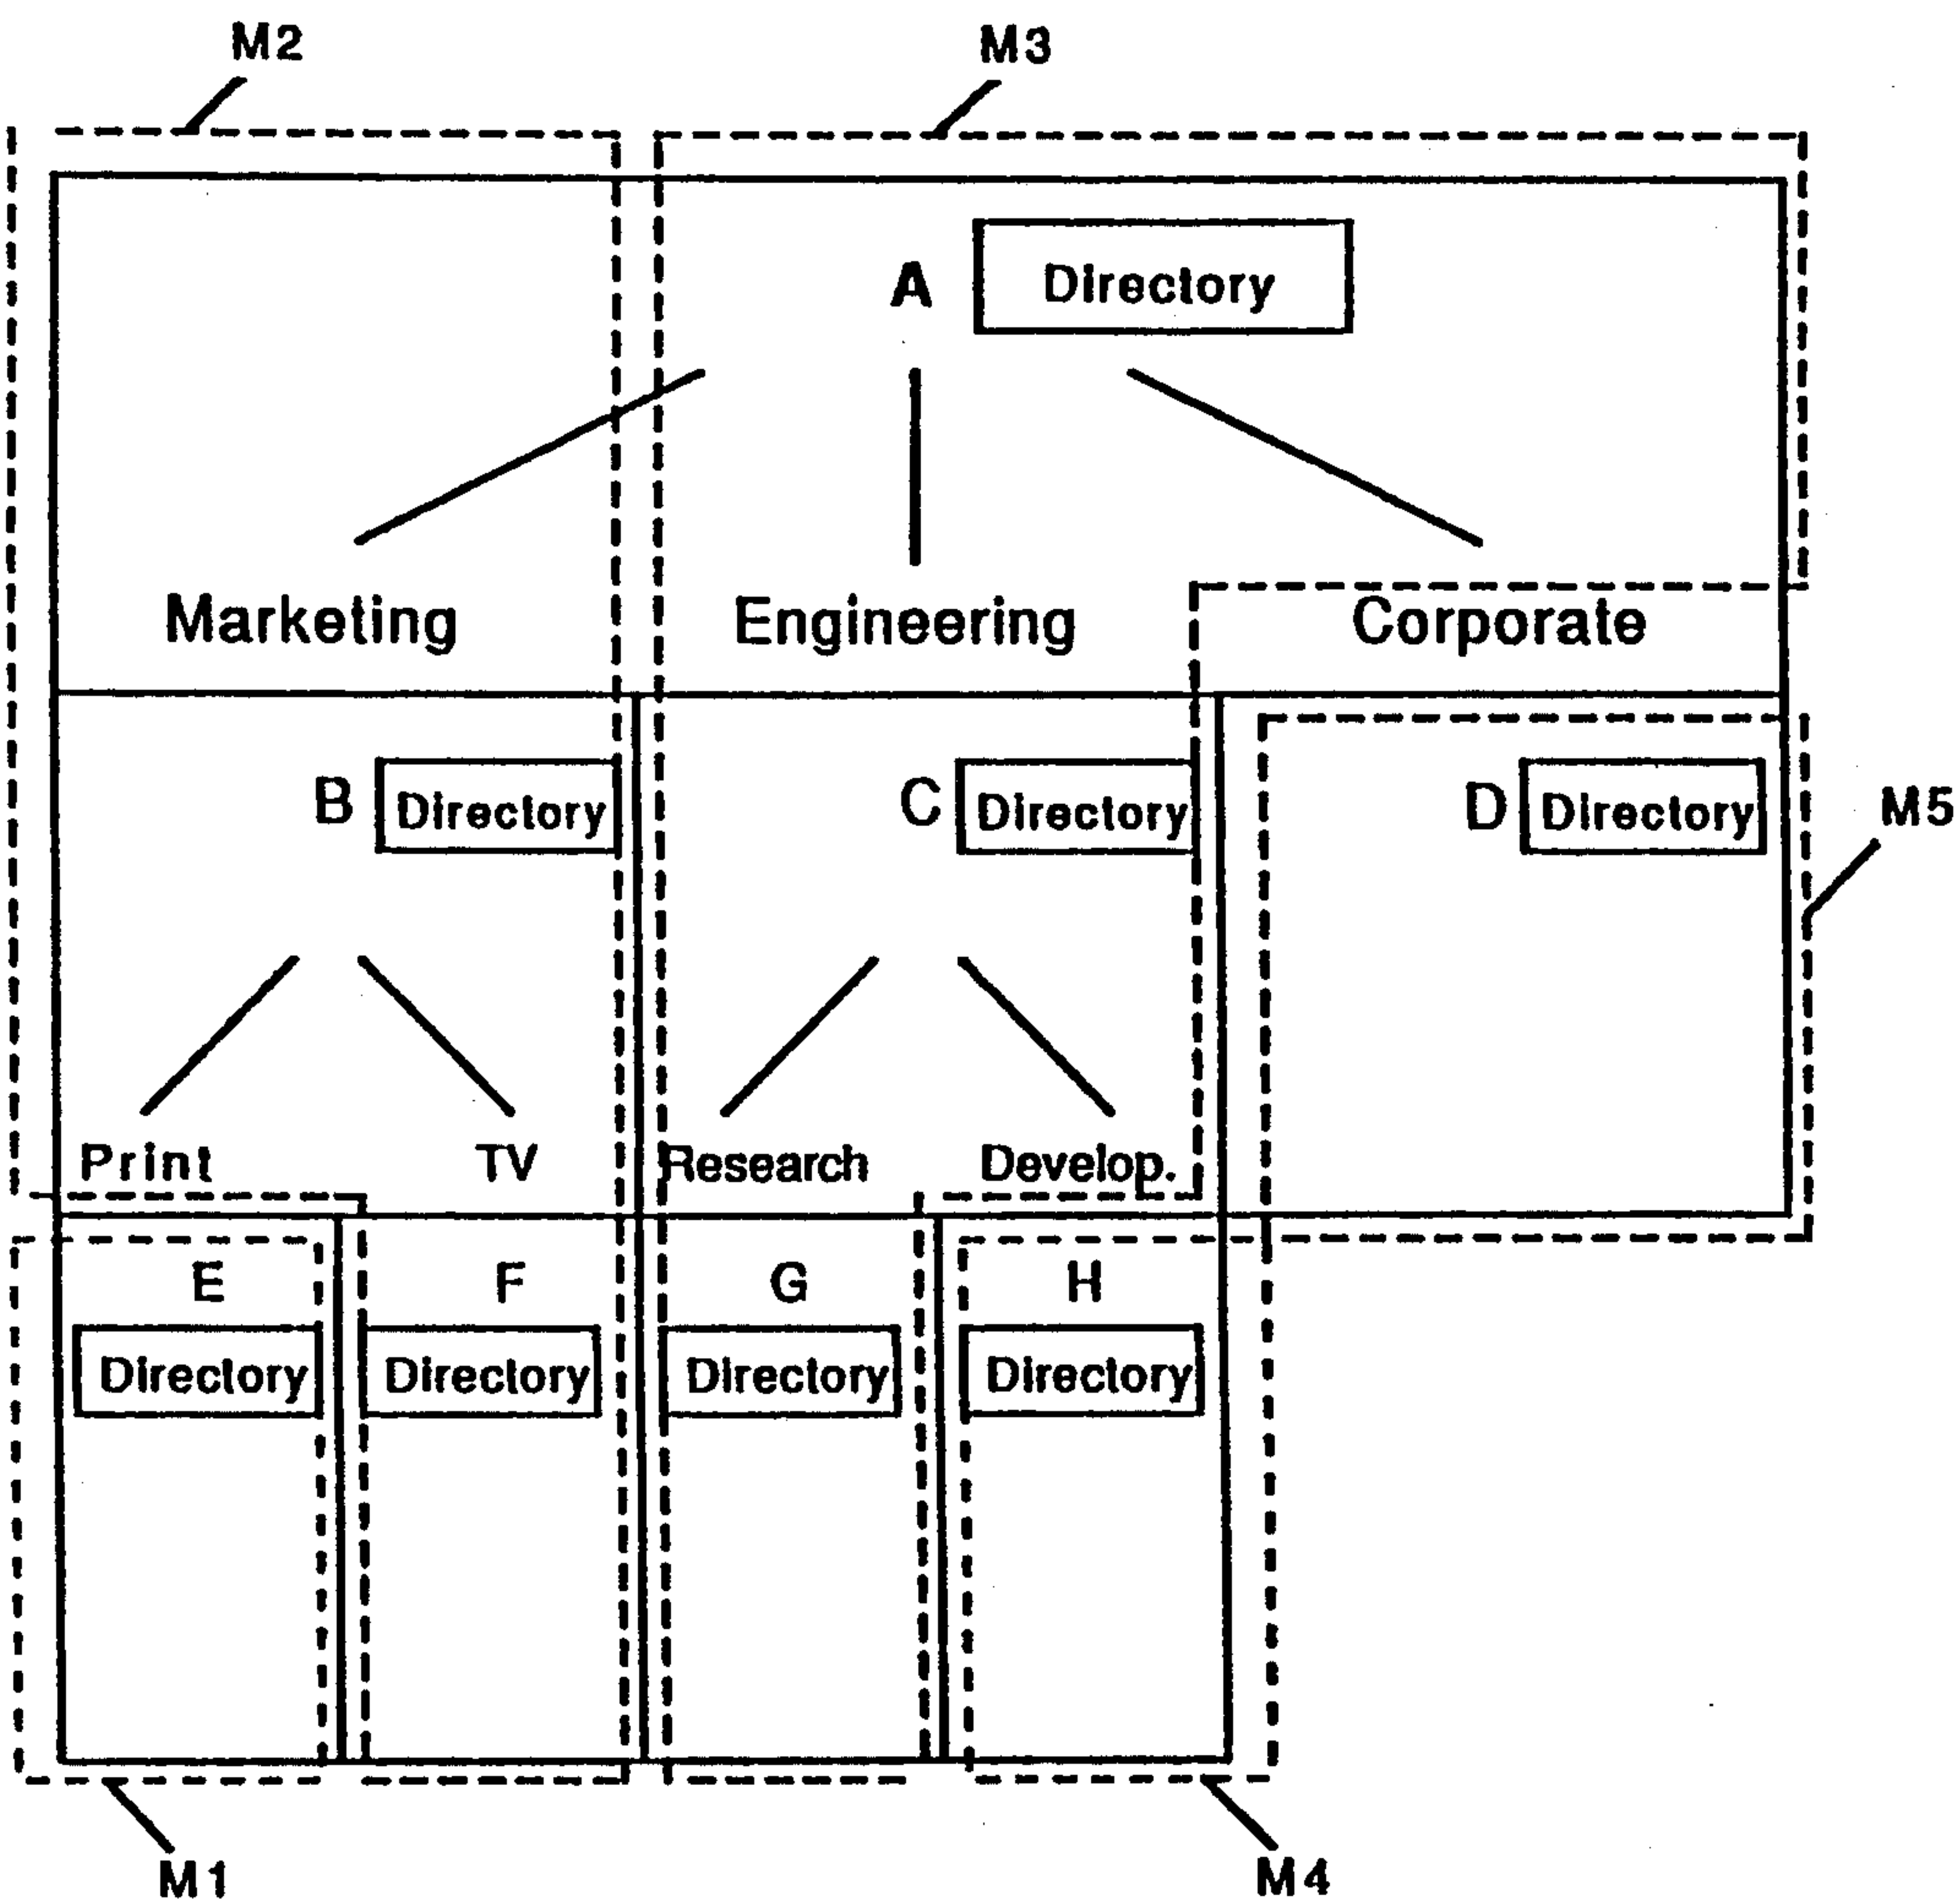 M2 M3
A Directory
Marketing Engineering Corporate
B Directory C Directory D Directory M5
Print TV Research Develop.
E F G H
Directory Directory Directory Directory
M1 M4